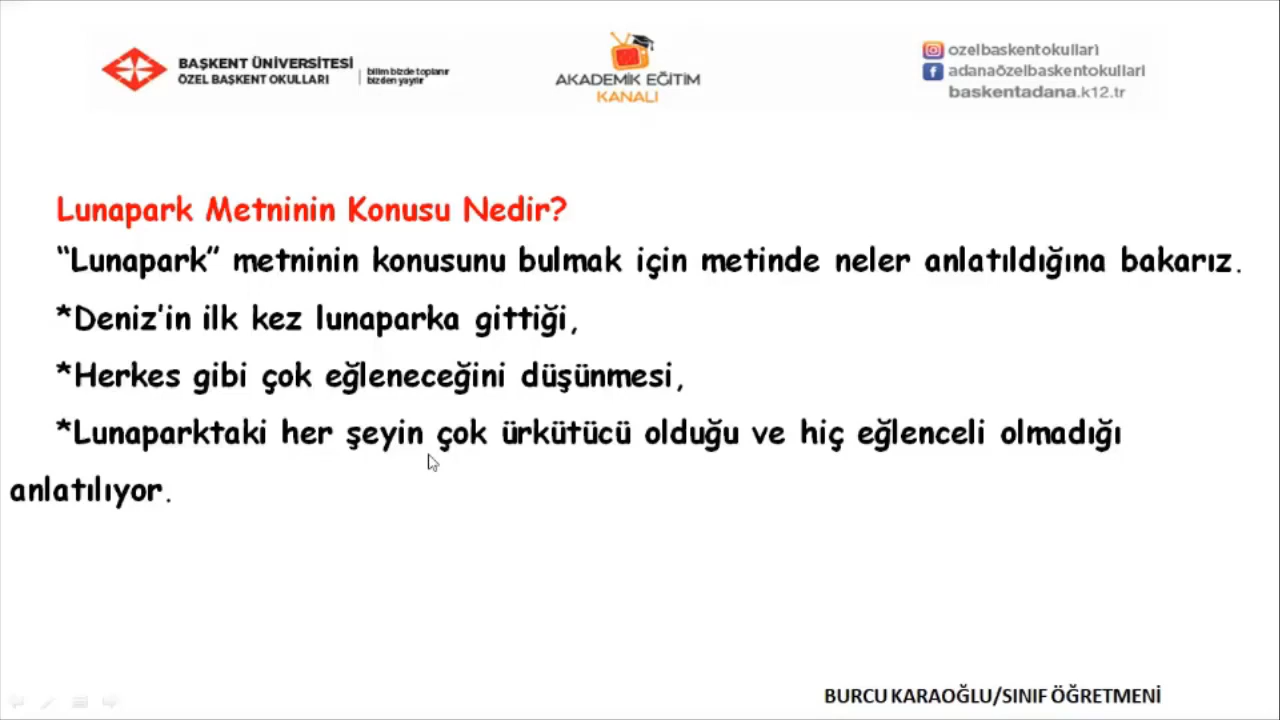 BAŞKENT ÜNİVERSİTESİ
ÖZEL BAŞKENT OKULLARI
bilim bizde toplanır
bizden yayılır
AKADEMİK EĞİTİM
KANALI
ozelbaskentokullari
adanaözelbaskentokullari
baskentadana.k12.tr
Lunapark Metninin Konusu Nedir?
“Lunapark” metninin konusunu bulmak için metinde neler anlatıldığına bakarız.
*Deniz’in ilk kez lunaparka gittiği,
*Herkes gibi çok eğleneceğini düşünmesi,
*Lunaparktaki her şeyin çok ürkütücü olduğu ve hiç eğlenceli olmadığı
anlatılıyor.
BURCU KARAOĞLU/SINIF ÖĞRETMENİ